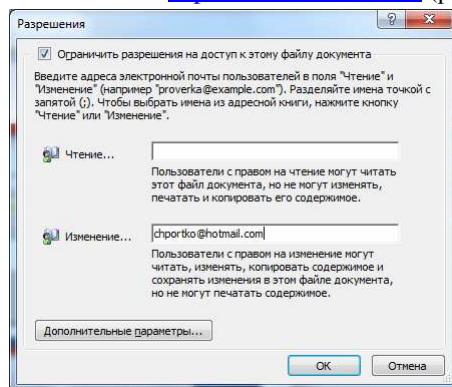 Разрешения
Ограничить разрешения на доступ к этому файлу документа
Введите адреса электронной почты пользователей в поля "Чтение" и
"Изменение" (например "proverka@example.com"). Разделяйте имена точкой с
запятой (;). Чтобы выбрать имена из адресной книги, нажмите кнопку
"Чтение" или "Изменение".
Чтение...
Пользователи с правом на чтение могут читать
этот файл документа, но не могут изменять,
печатать и копировать его содержимое.
Изменение... chportko@hotmail.com
Пользователи с правом на изменение могут
читать, изменять, копировать содержимое и
сохранять изменения в этом файле документа,
но не могут печатать содержимое.
Дополнительные параметры...
ОК Отмена